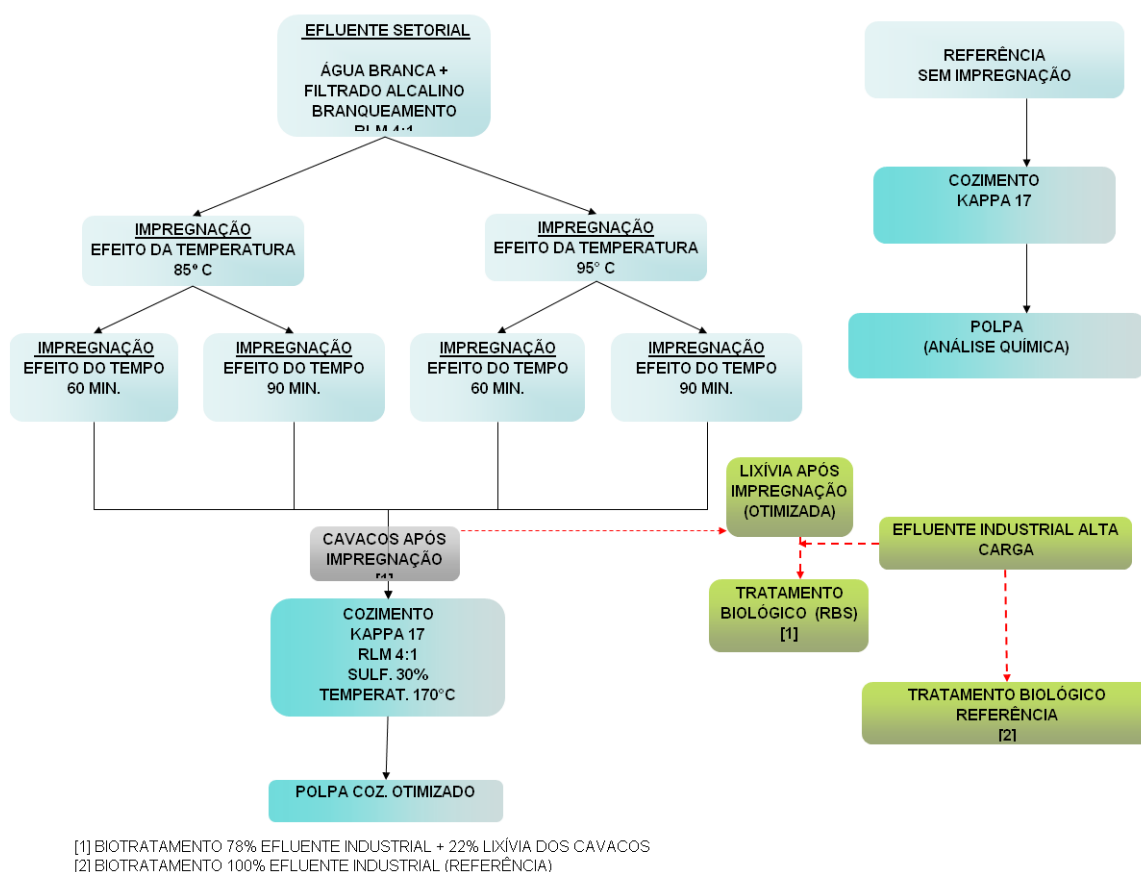 EFLUENTE SETORIAL
ÁGUA BRANCA +
FILTRADO ALCALINO
BRANQUEAMENTO
RLM 4:1
REFERÊNCIA
SEM IMPREGNAÇÃO
COZIMENTO
KAPPA 17
POLPA
(ANÁLISE QUÍMICA)
IMPREGNAÇÃO
EFEITO DA TEMPERATURA
85° C
IMPREGNAÇÃO
EFEITO DA TEMPERATURA
95° C
IMPREGNAÇÃO
EFEITO DO TEMPO
60 MIN.
IMPREGNAÇÃO
EFEITO DO TEMPO
90 MIN.
IMPREGNAÇÃO
EFEITO DO TEMPO
60 MIN.
IMPREGNAÇÃO
EFEITO DO TEMPO
90 MIN.
CAVACOS APÓS
IMPREGNAÇÃO
[1]
LIXÍVIA APÓS
IMPREGNAÇÃO
(OTIMIZADA)
EFLUENTE INDUSTRIAL ALTA
CARGA
TRATAMENTO
BIOLÓGICO (RBS)
[1]
COZIMENTO
KAPPA 17
RLM 4:1
SULF. 30%
TEMPERAT. 170°C
TRATAMENTO BIOLÓGICO
REFERÊNCIA
[2]
POLPA COZ. OTIMIZADO
[1] BIOTRATAMENTO 78% EFLUENTE INDUSTRIAL + 22% LIXÍVIA DOS CAVACOS
[2] BIOTRATAMENTO 100% EFLUENTE INDUSTRIAL (REFERÊNCIA)